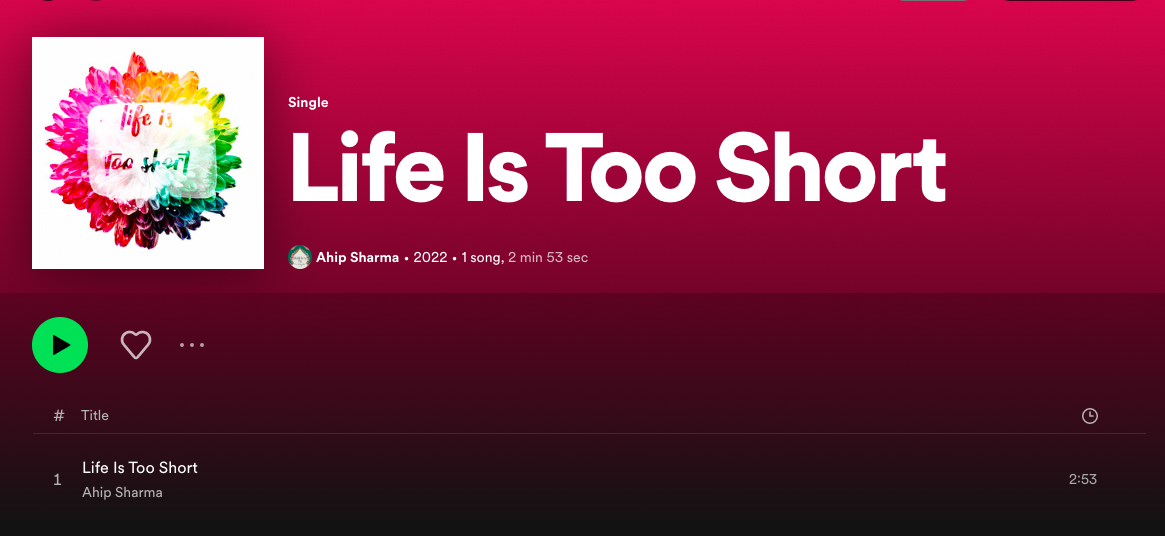 life is
Too short
Single
Life Is Too Short
Ahip Sharma • 2022 • 1 song, 2 min 53 sec
# Title
1 Life Is Too Short 2:53
Ahip Sharma